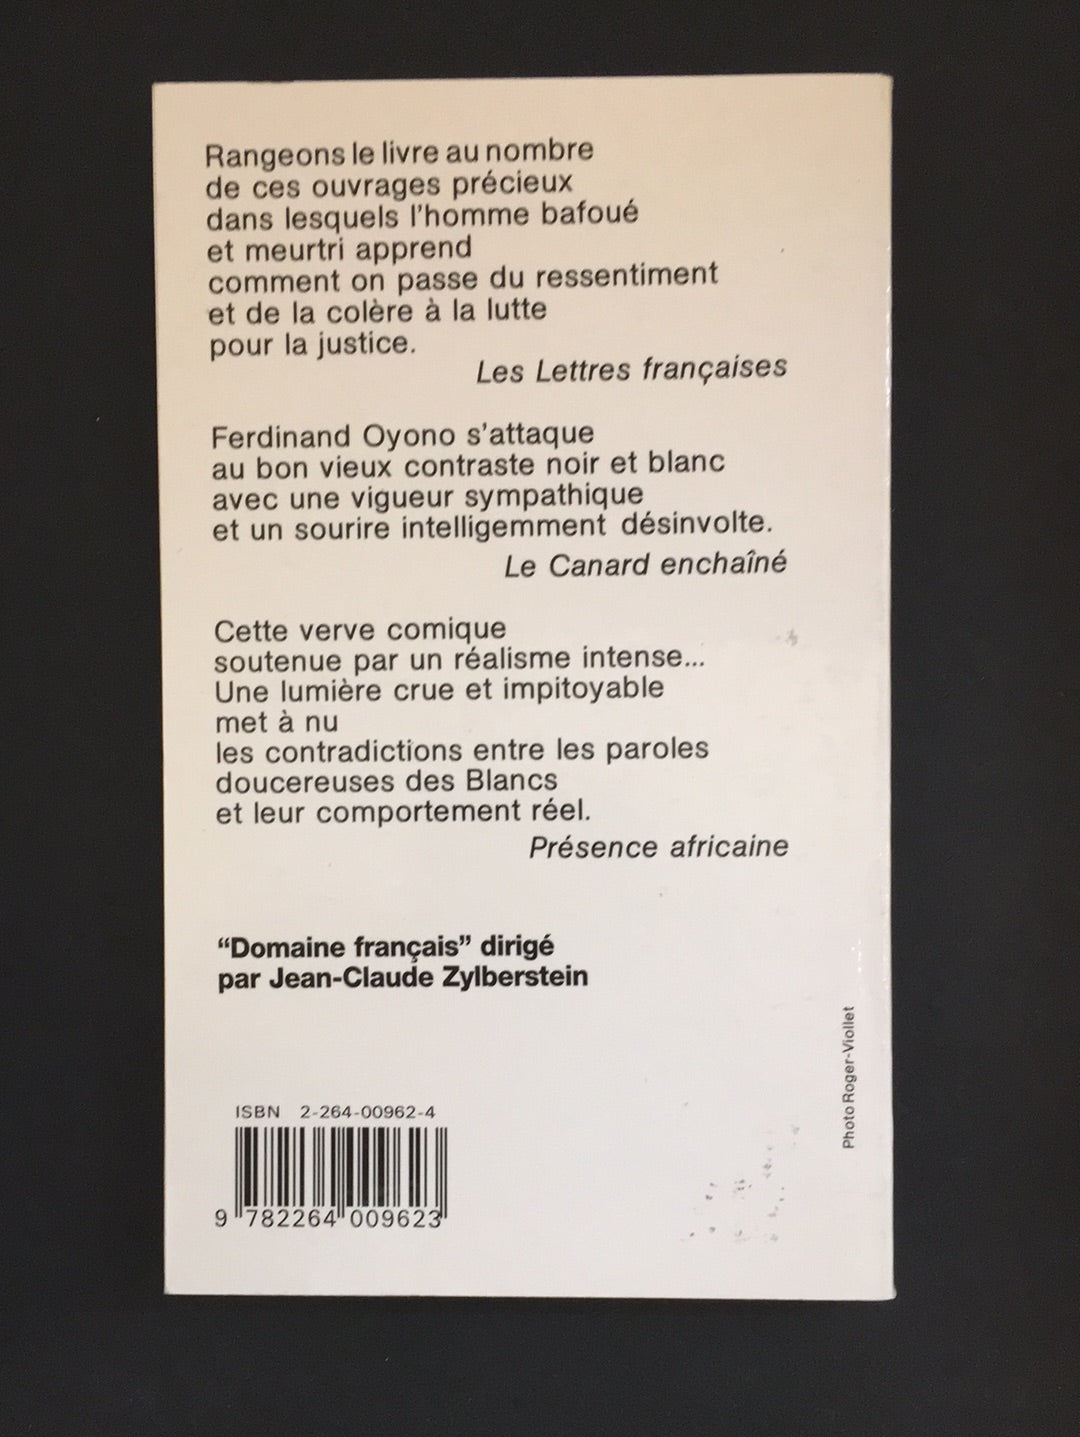 Rangeons le livre au nombre
de ces ouvrages précieux
dans lesquels l'homme bafoué
et meurtri apprend
comment on passe du ressentiment
et de la colère à la lutte
pour la justice.
Les Lettres françaises
Ferdinand Oyono s'attaque
au bon vieux contraste noir et blanc
avec une vigueur sympathique
et un sourire intelligemment désinvolte.
Le Canard enchaîné
Cette verve comique
soutenue par un réalisme intense...
Une lumière crue et impitoyable
met à nu
les contradictions entre les paroles
doucereuses des Blancs
et leur comportement réel.
Présence africaine
“Domaine français” dirigé
par Jean-Claude Zylberstein
Photo Roger-Viollet
ISBN 2-264-00962-4
9 782264 009623